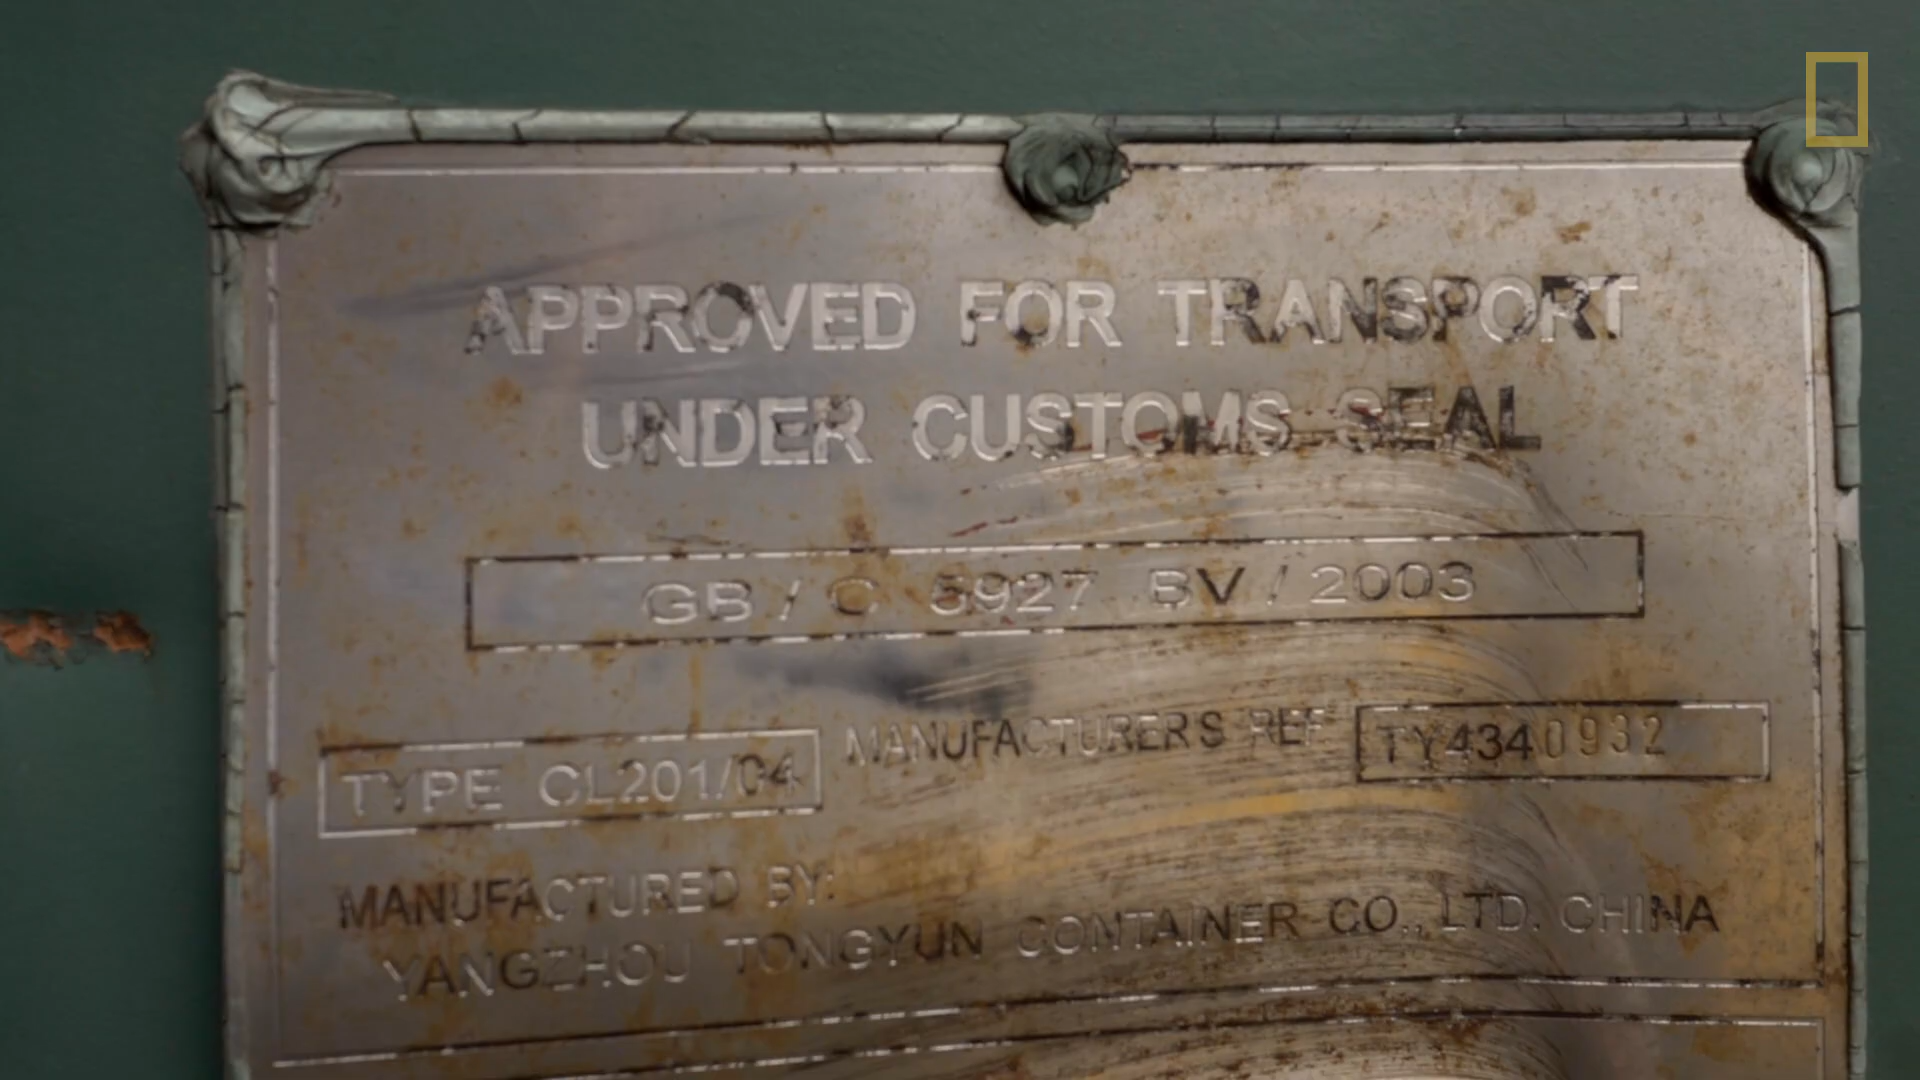 APPROVED FOR TRANSPORT
UNDER CUSTOMS SEAL
GB / C 5927 BV / 2003
TYPE CL201/04 MANUFACTURER'S REF TY4340932
MANUFACTURED BY:
YANGZHOU TONGYUN CONTAINER CO., LTD. CHINA